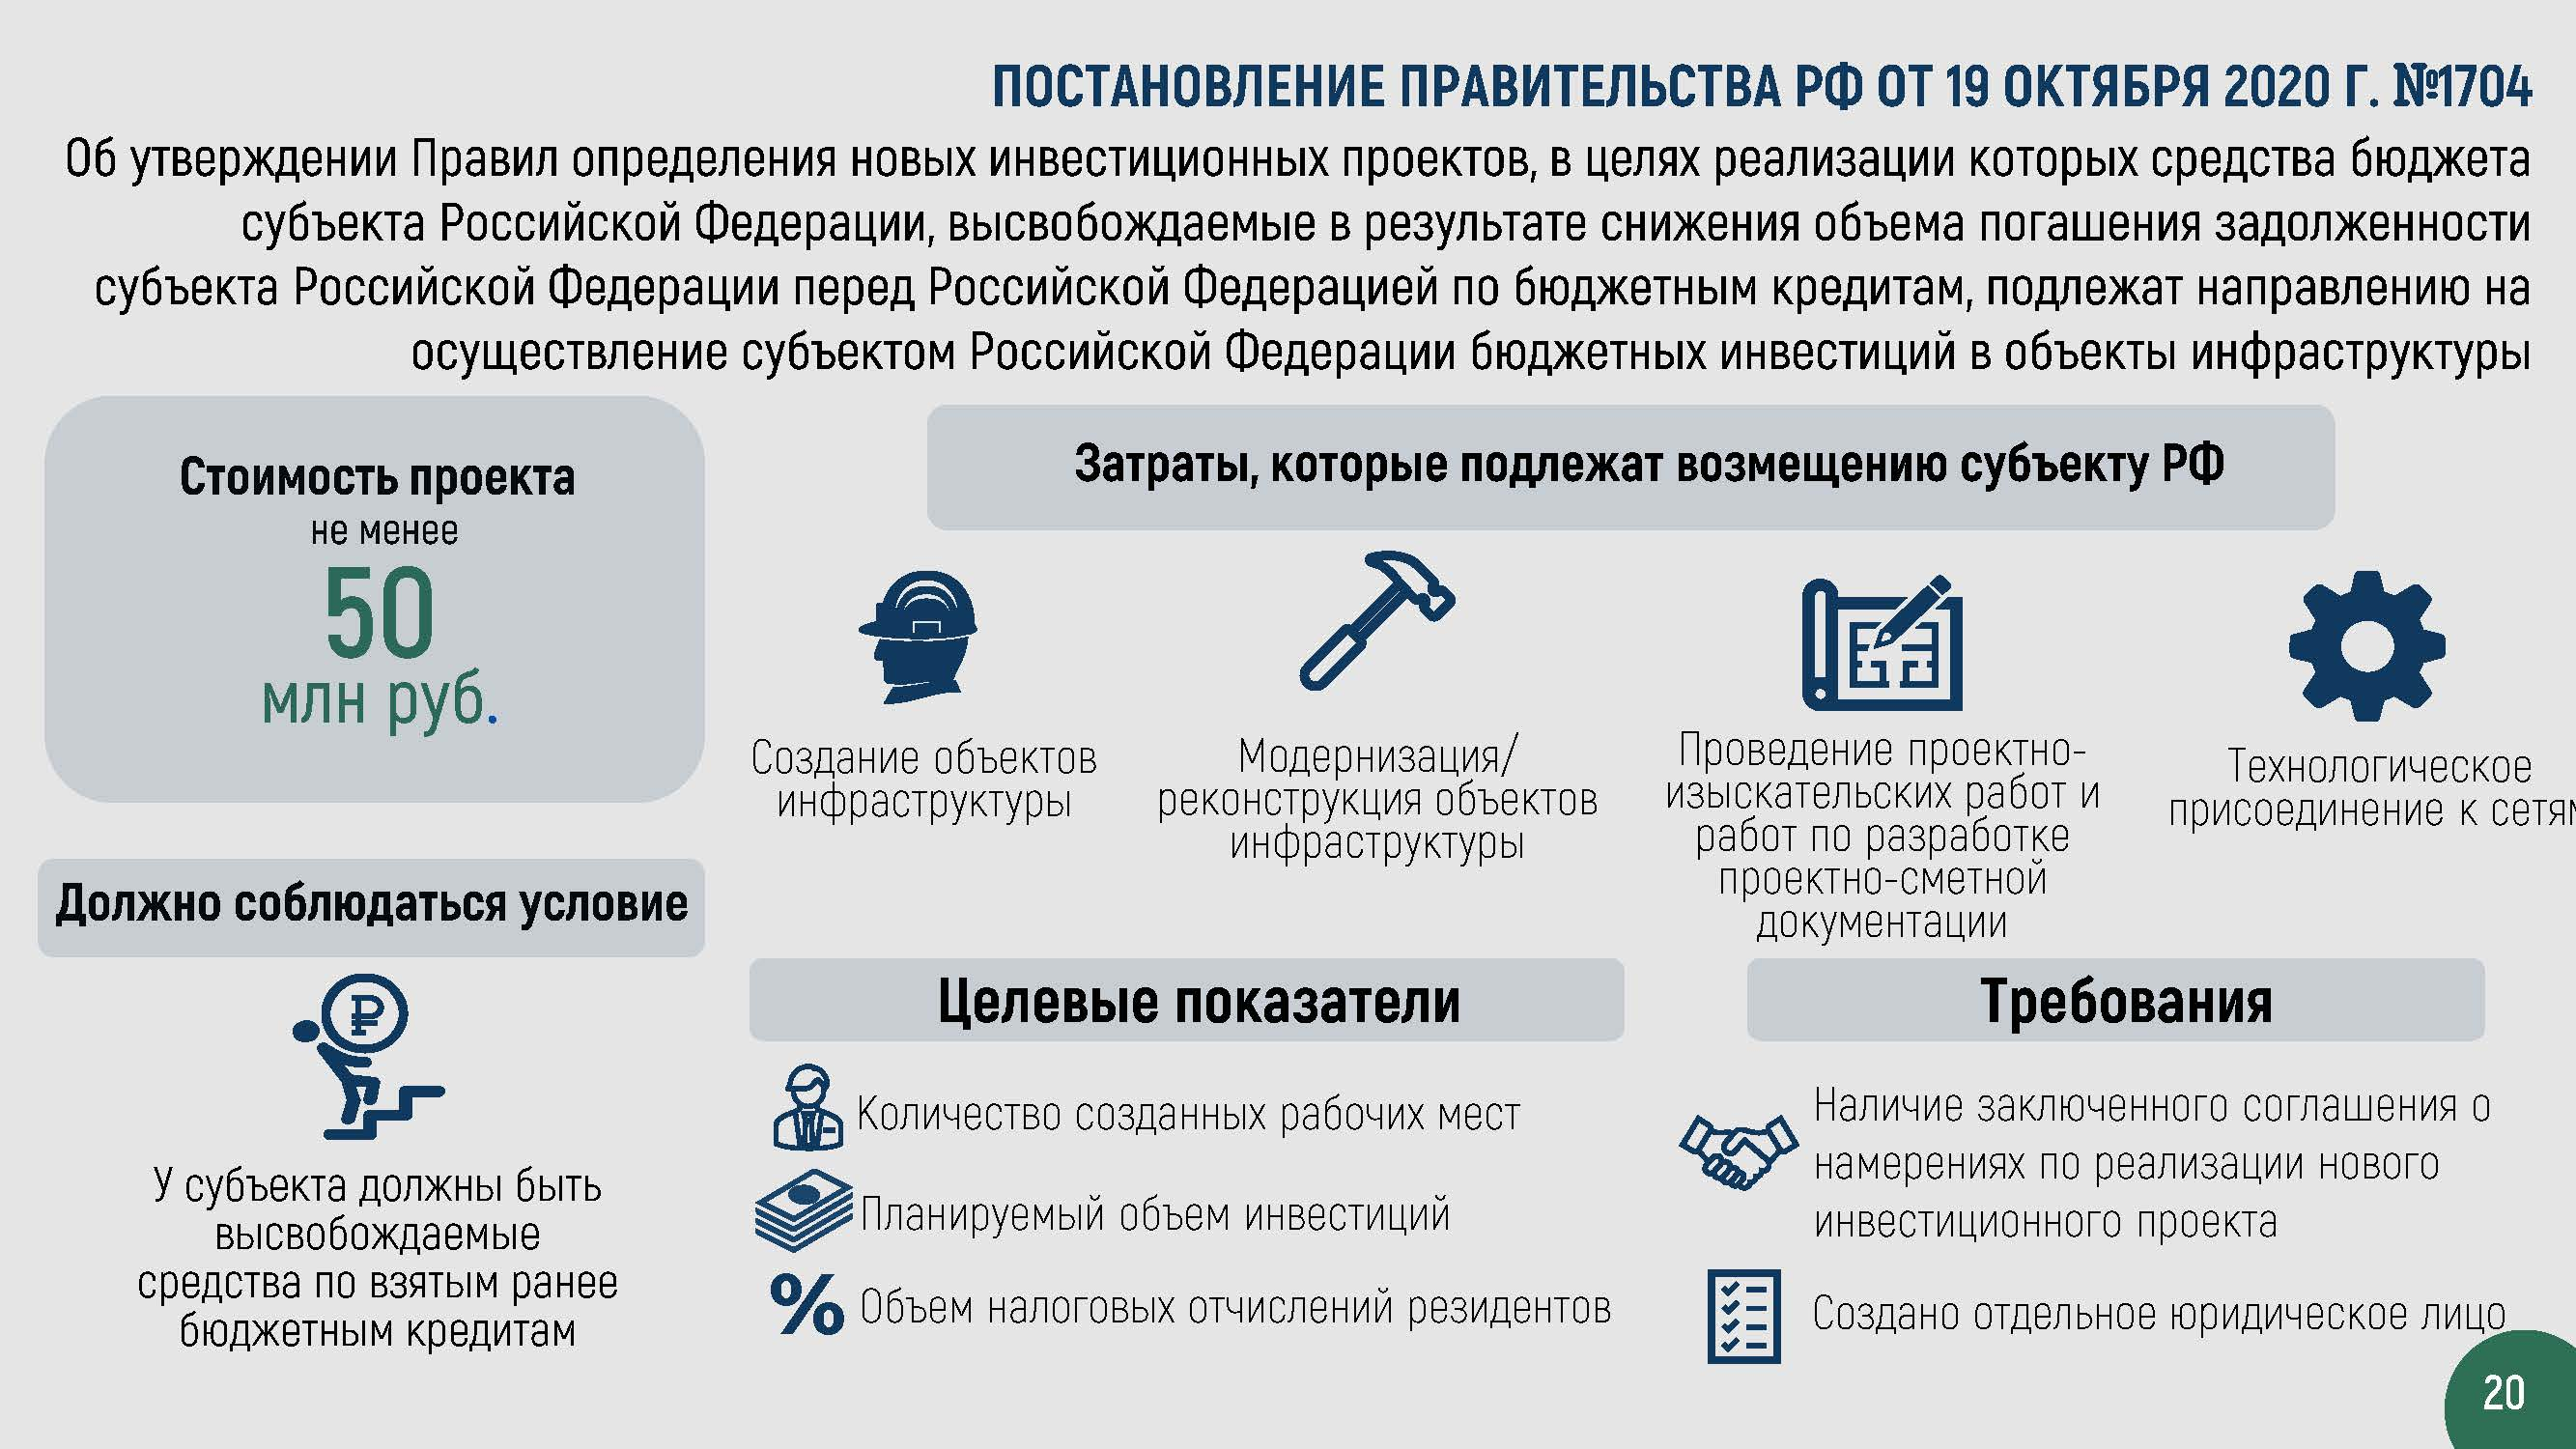 ПОСТАНОВЛЕНИЕ ПРАВИТЕЛЬСТВА РФ ОТ 19 ОКТЯБРЯ 2020 Г. №1704
Об утверждении Правил определения новых инвестиционных проектов, в целях реализации которых средства бюджета
субъекта Российской Федерации, высвобождаемые в результате снижения объема погашения задолженности
субъекта Российской Федерации перед Российской Федерацией по бюджетным кредитам, подлежат направлению на
осуществление субъектом Российской Федерации бюджетных инвестиций в объекты инфраструктуры
Стоимость проекта
не менее
50
млн руб.
Должно соблюдаться условие
₽
У субъекта должны быть
высвобождаемые
средства по взятым ранее
бюджетным кредитам
Затраты, которые подлежат возмещению субъекту РФ
Создание объектов
инфраструктуры
Модернизация/
реконструкция объектов
инфраструктуры
Проведение проектно-
изыскательских работ и
работ по разработке
проектно-сметной
документации
Технологическое
присоединение к сетям
Целевые показатели
Количество созданных рабочих мест
Планируемый объем инвестиций
% Объем налоговых отчислений резидентов
Требования
Наличие заключенного соглашения о
намерениях по реализации нового
инвестиционного проекта
Создано отдельное юридическое лицо
20